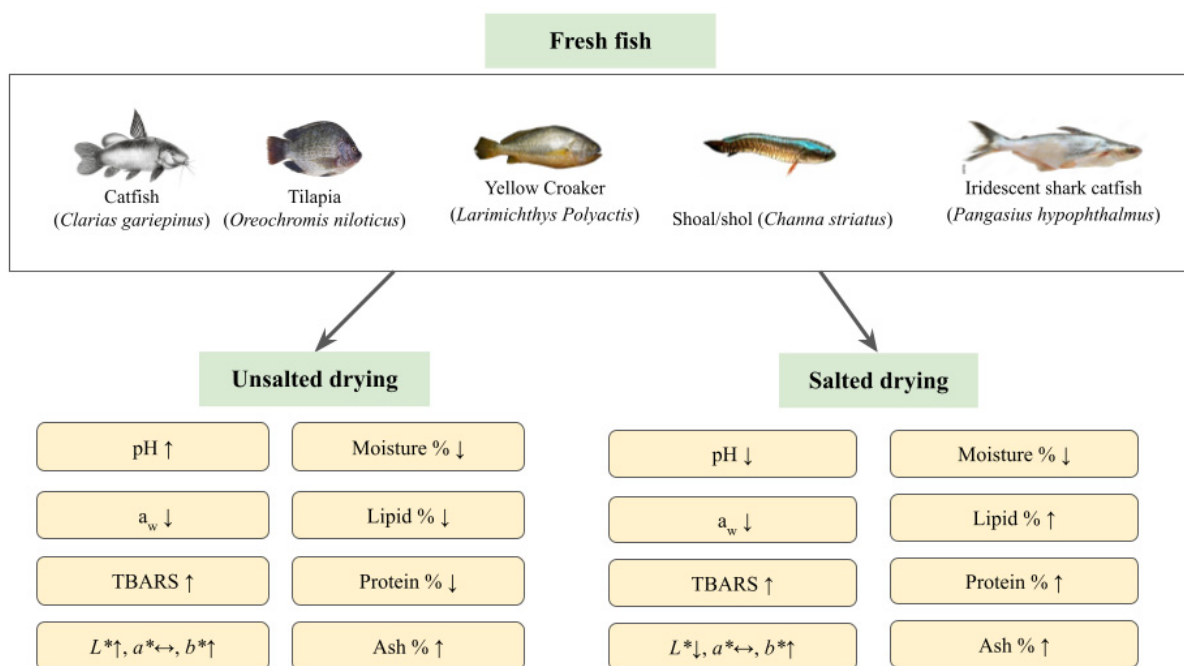 Fresh fish
Catfish
(Clarias gariepinus)
Tilapia
(Oreochromis niloticus)
Yellow Croaker
(Larimichthys Polyactis)
Shoal/shol (Channa striatus)
Iridescent shark catfish
(Pangasius hypophthalmus)
Unsalted drying
pH ↑
Moisture % ↓
aw ↓
Lipid % ↓
TBARS ↑
Protein % ↓
L*↑, a*↔, b*↑
Ash % ↑
Salted drying
pH ↓
Moisture % ↓
aw ↓
Lipid % ↑
TBARS ↑
Protein % ↑
L*↓, a*↔, b*↑
Ash % ↑